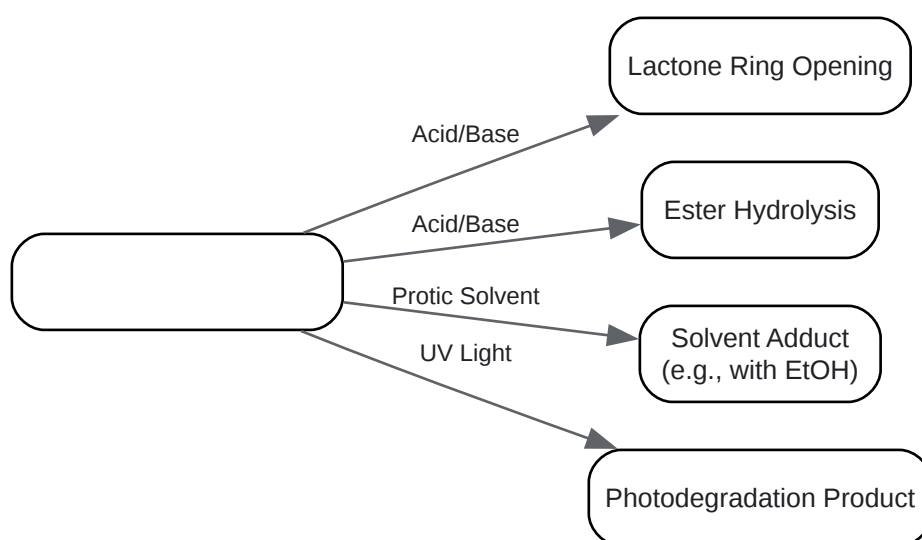 Lactone Ring Opening
Acid/Base
Acid/Base
Ester Hydrolysis
Protic Solvent
Solvent Adduct
(e.g., with EtOH)
UV Light
Photodegradation Product